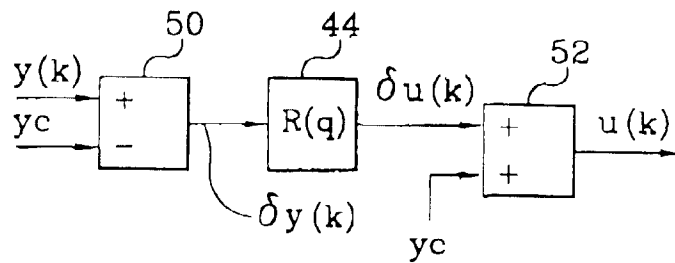 50
44
52
y(k)
+
yc
−
R(q)
δu(k)
+
+
u(k)
δy(k)
yc